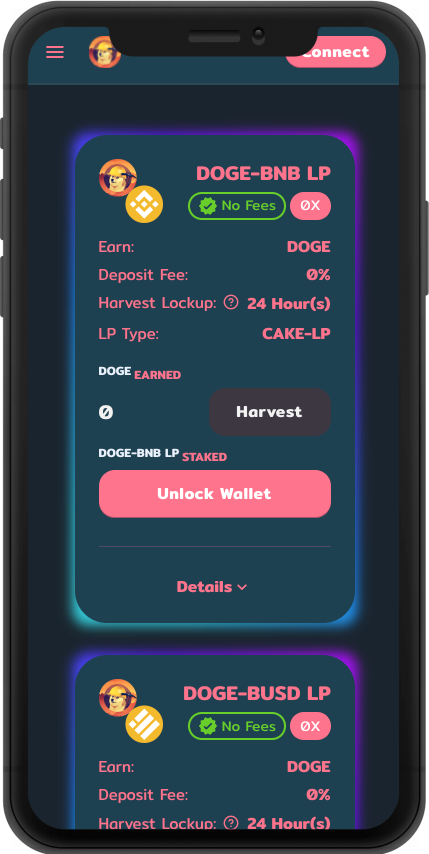 Connect
DOGE-BNB LP
No Fees 0X
Earn: DOGE
Deposit Fee: 0%
Harvest Lockup: ? 24 Hour(s)
LP Type: CAKE-LP
DOGE EARNED
0 Harvest
DOGE-BNB LP STAKED
Unlock Wallet
Details
DOGE-BUSD LP
No Fees 0X
Earn: DOGE
Deposit Fee: 0%
Harvest Lockup: ? 24 Hour(s)